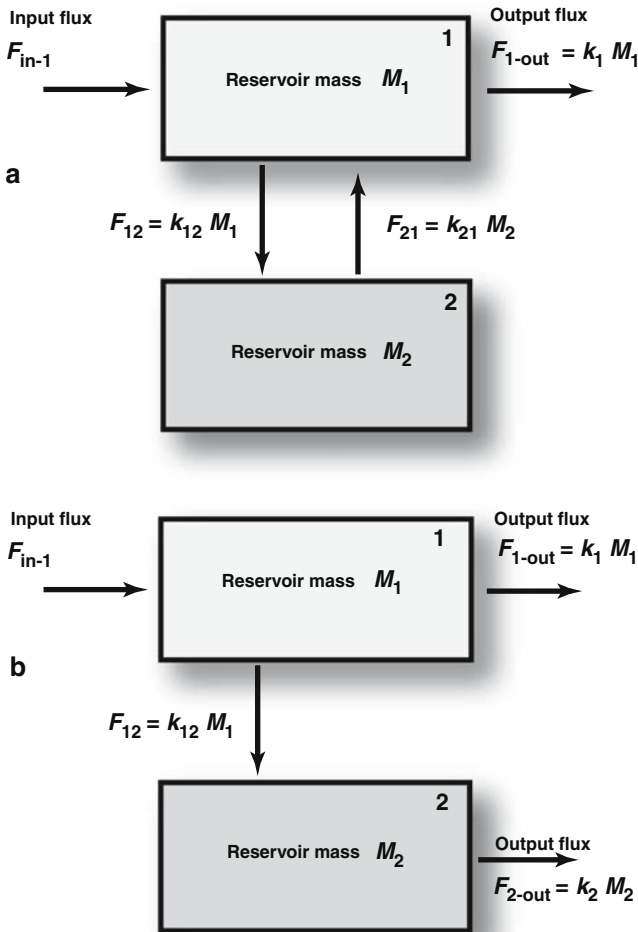 Input flux
Output flux
F_in-1
F_1-out = k_1 M_1
1
Reservoir mass M_1
a
F_12 = k_12 M_1
F_21 = k_21 M_2
2
Reservoir mass M_2
Input flux
Output flux
F_in-1
F_1-out = k_1 M_1
1
Reservoir mass M_1
b
F_12 = k_12 M_1
2
Reservoir mass M_2
Output flux
F_2-out = k_2 M_2